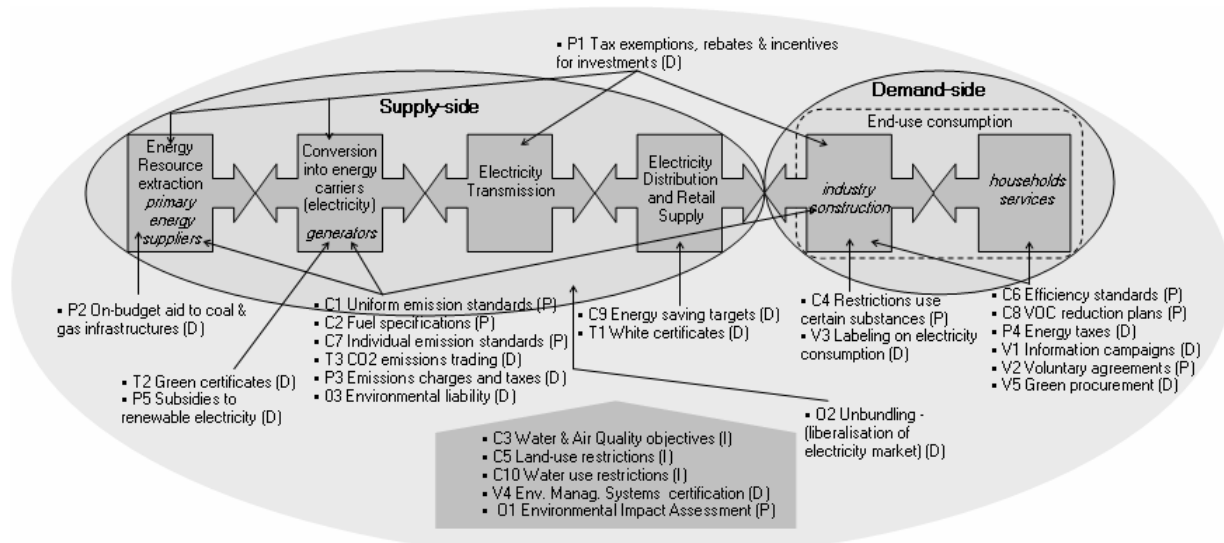 ▪ P1 Tax exemptions, rebates & incentives
for investments (D)
Supply-side
Demand-side
End-use consumption
Energy
Resource
extraction
primary
energy
suppliers
Conversion
into energy
carriers
(electricity)
generators
Electricity
Transmission
Electricity
Distribution
and Retail
Supply
industry
construction
households
services
▪ P2 On-budget aid to coal &
gas infrastructures (D)
▪ T2 Green certificates (D)
▪ P5 Subsidies to
renewable electricity (D)
▪ C1 Uniform emission standards (P)
▪ C2 Fuel specifications (P)
▪ C7 Individual emission standards (P)
▪ T3 CO2 emissions trading (D)
▪ P3 Emissions charges and taxes (D)
▪ 03 Environmental liability (D)
▪ C9 Energy saving targets (D)
▪ T1 White certificates (D)
▪ C4 Restrictions use
certain substances (P)
▪ V3 Labeling on electricity
consumption (D)
▪ C6 Efficiency standards (P)
▪ C8 VOC reduction plans (P)
▪ P4 Energy taxes (D)
▪ V1 Information campaigns (D)
▪ V2 Voluntary agreements (P)
▪ V5 Green procurement (D)
▪ O2 Unbundling -
(liberalisation of
electricity market) (D)
▪ C3 Water & Air Quality objectives (I)
▪ C5 Land-use restrictions (I)
▪ C10 Water use restrictions (I)
▪ V4 Env. Manag. Systems certification (D)
▪ O1 Environmental Impact Assessment (P)